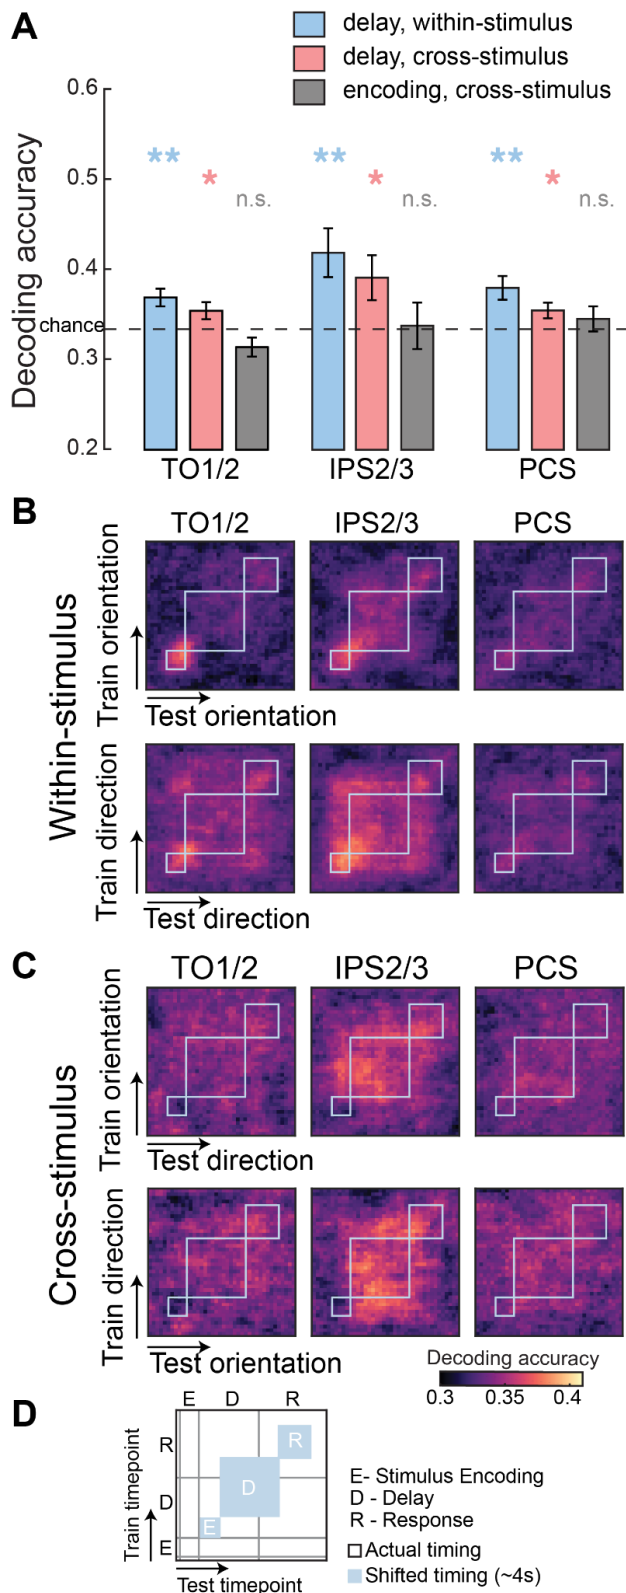 A
delay, within-stimulus
delay, cross-stimulus
encoding, cross-stimulus
Decoding accuracy
0.6
0.5
0.4
chance
0.3
0.2
** * n.s.
** * n.s.
** * n.s.
TO1/2 IPS2/3 PCS
B
TO1/2 IPS2/3 PCS
Within-stimulus
Train orientation
Test orientation
Train direction
Test direction
C
TO1/2 IPS2/3 PCS
Cross-stimulus
Train orientation
Test direction
Train direction
Test orientation
Decoding accuracy
0.3 0.35 0.4
D
E D R
Train timepoint
R
D
E
R
D
E
Test timepoint
E- Stimulus Encoding
D - Delay
R - Response
Actual timing
Shifted timing (~4s)